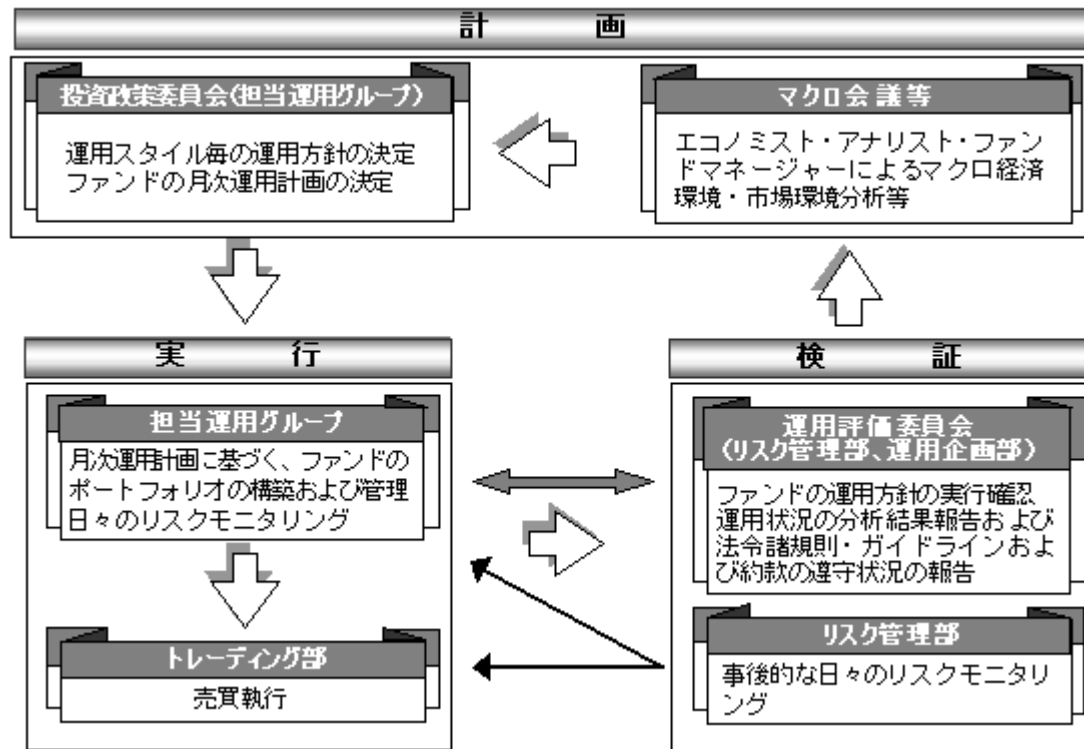 計画
投資政策委員会(担当運用グループ)
運用スタイル毎の運用方針の決定
ファンドの月次運用計画の決定
マクロ会議等
エコノミスト・アナリスト・ファン
ドマネージャーによるマクロ経済
環境・市場環境分析等
実行
担当運用グループ
月次運用計画に基づく、ファンドの
ポートフォリオの構築および管理
日々のリスクモニタリング
トレーディング部
売買執行
検証
運用評価委員会
(リスク管理部、運用企画部)
ファンドの運用方針の実行確認
運用状況の分析結果報告および
法令諸規則・ガイドラインおよ
び約款の遵守状況の報告
リスク管理部
事後的な日々のリスクモニタリ
ング